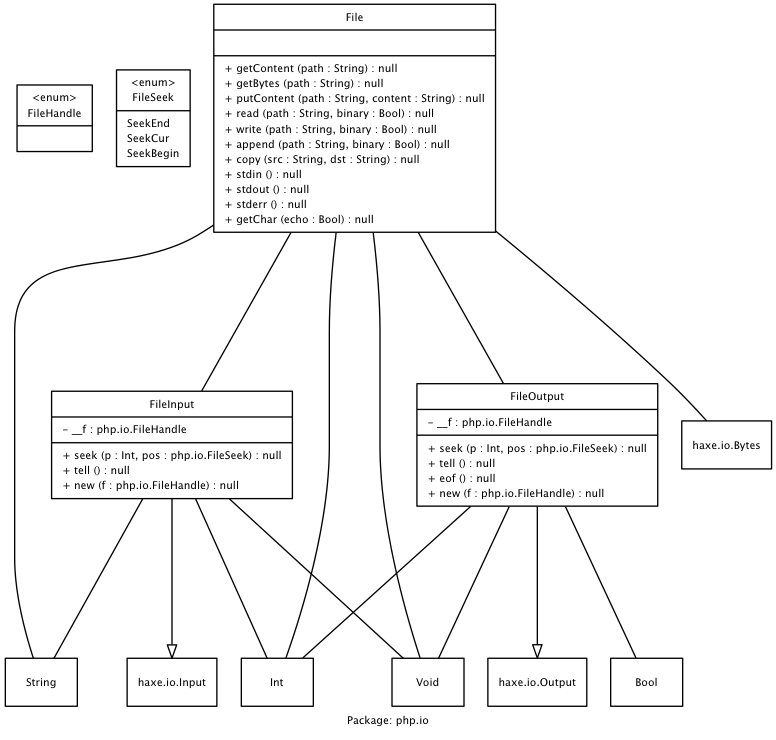 File
+ getContent (path : String) : null
+ getBytes (path : String) : null
+ putContent (path : String, content : String) : null
+ read (path : String, binary : Bool) : null
+ write (path : String, binary : Bool) : null
+ append (path : String, binary : Bool) : null
+ copy (src : String, dst : String) : null
+ stdin () : null
+ stdout () : null
+ stderr () : null
+ getChar (echo : Bool) : null
<enum>
FileHandle
<enum>
FileSeek
SeekEnd
SeekCur
SeekBegin
FileInput
- __f : php.io.FileHandle
+ seek (p : Int, pos : php.io.FileSeek) : null
+ tell () : null
+ new (f : php.io.FileHandle) : null
FileOutput
- __f : php.io.FileHandle
+ seek (p : Int, pos : php.io.FileSeek) : null
+ tell () : null
+ eof () : null
+ new (f : php.io.FileHandle) : null
haxe.io.Bytes
String
haxe.io.Input
Int
Void
haxe.io.Output
Bool
Package: php.io